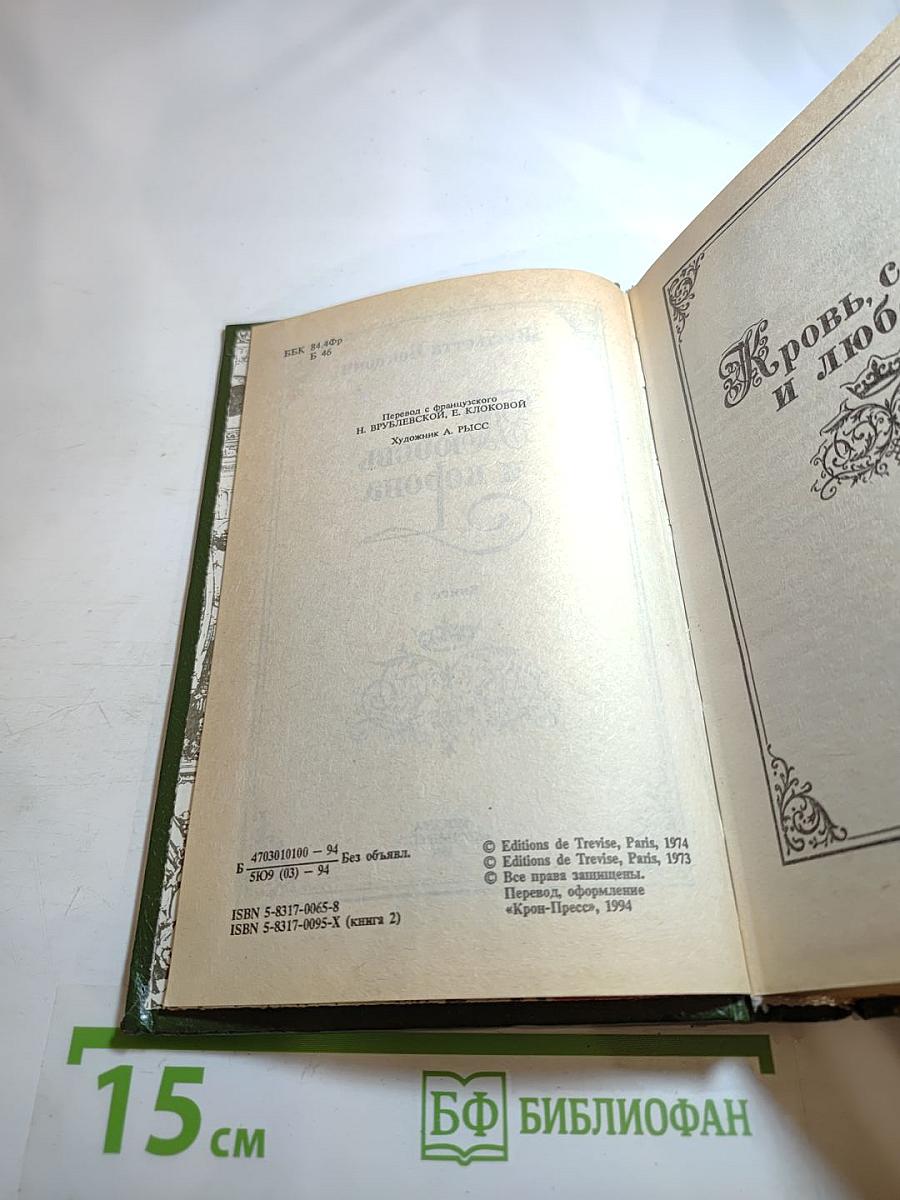 ББК 84.4Фр
Б 46
Перевод с французского
Н. ВРУБЛЕВСКОЙ, Е. КЛОКОВОЙ
Художник А. РЫСС
Б 4703010100 — 94
5Ю9 (03) — 94
Без объявл.
ISBN 5-8317-0065-8
ISBN 5-8317-0095-X (книга 2)
© Editions de Trevise, Paris, 1974
© Editions de Trevise, Paris, 1973
© Все права защищены.
Перевод, оформление
«Крон-Пресс», 1994
Кровь, с
и люб
15 см
БФ БИБЛИОФАН